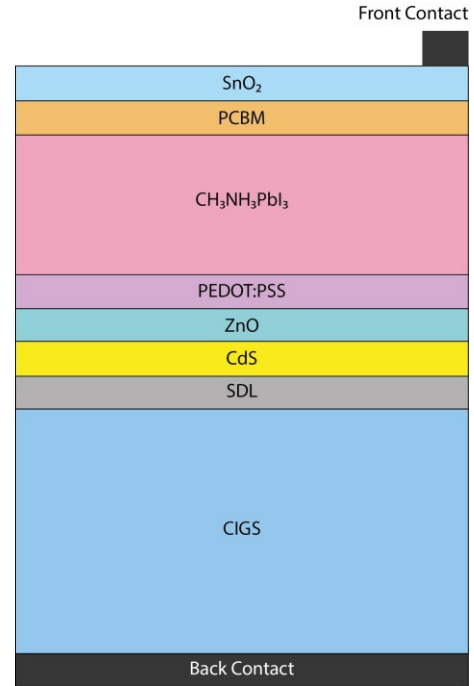 Front Contact
SnO₂
PCBM
CH₃NH₃PbI₃
PEDOT:PSS
ZnO
CdS
SDL
CIGS
Back Contact